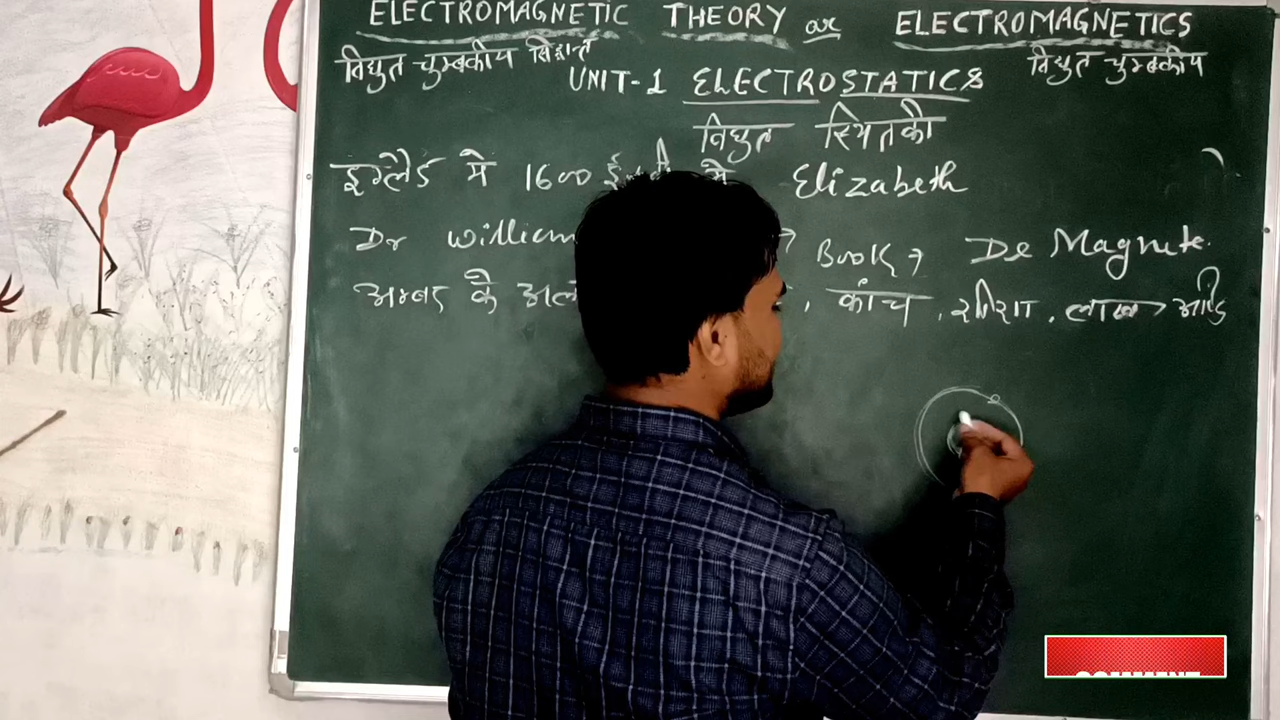 ELECTROMAGNETIC THEORY or ELECTROMAGNETICS
विद्युत चुम्बकीय सिद्धान्त विद्युत चुम्बकीय
UNIT-1 ELECTROSTATICS
विद्युत स्थितकी
इंग्लैंड में 1600 में Elizabeth
Dr Book → De Magnete.
अम्बर के , कांच , शीशा , लाख → आदि